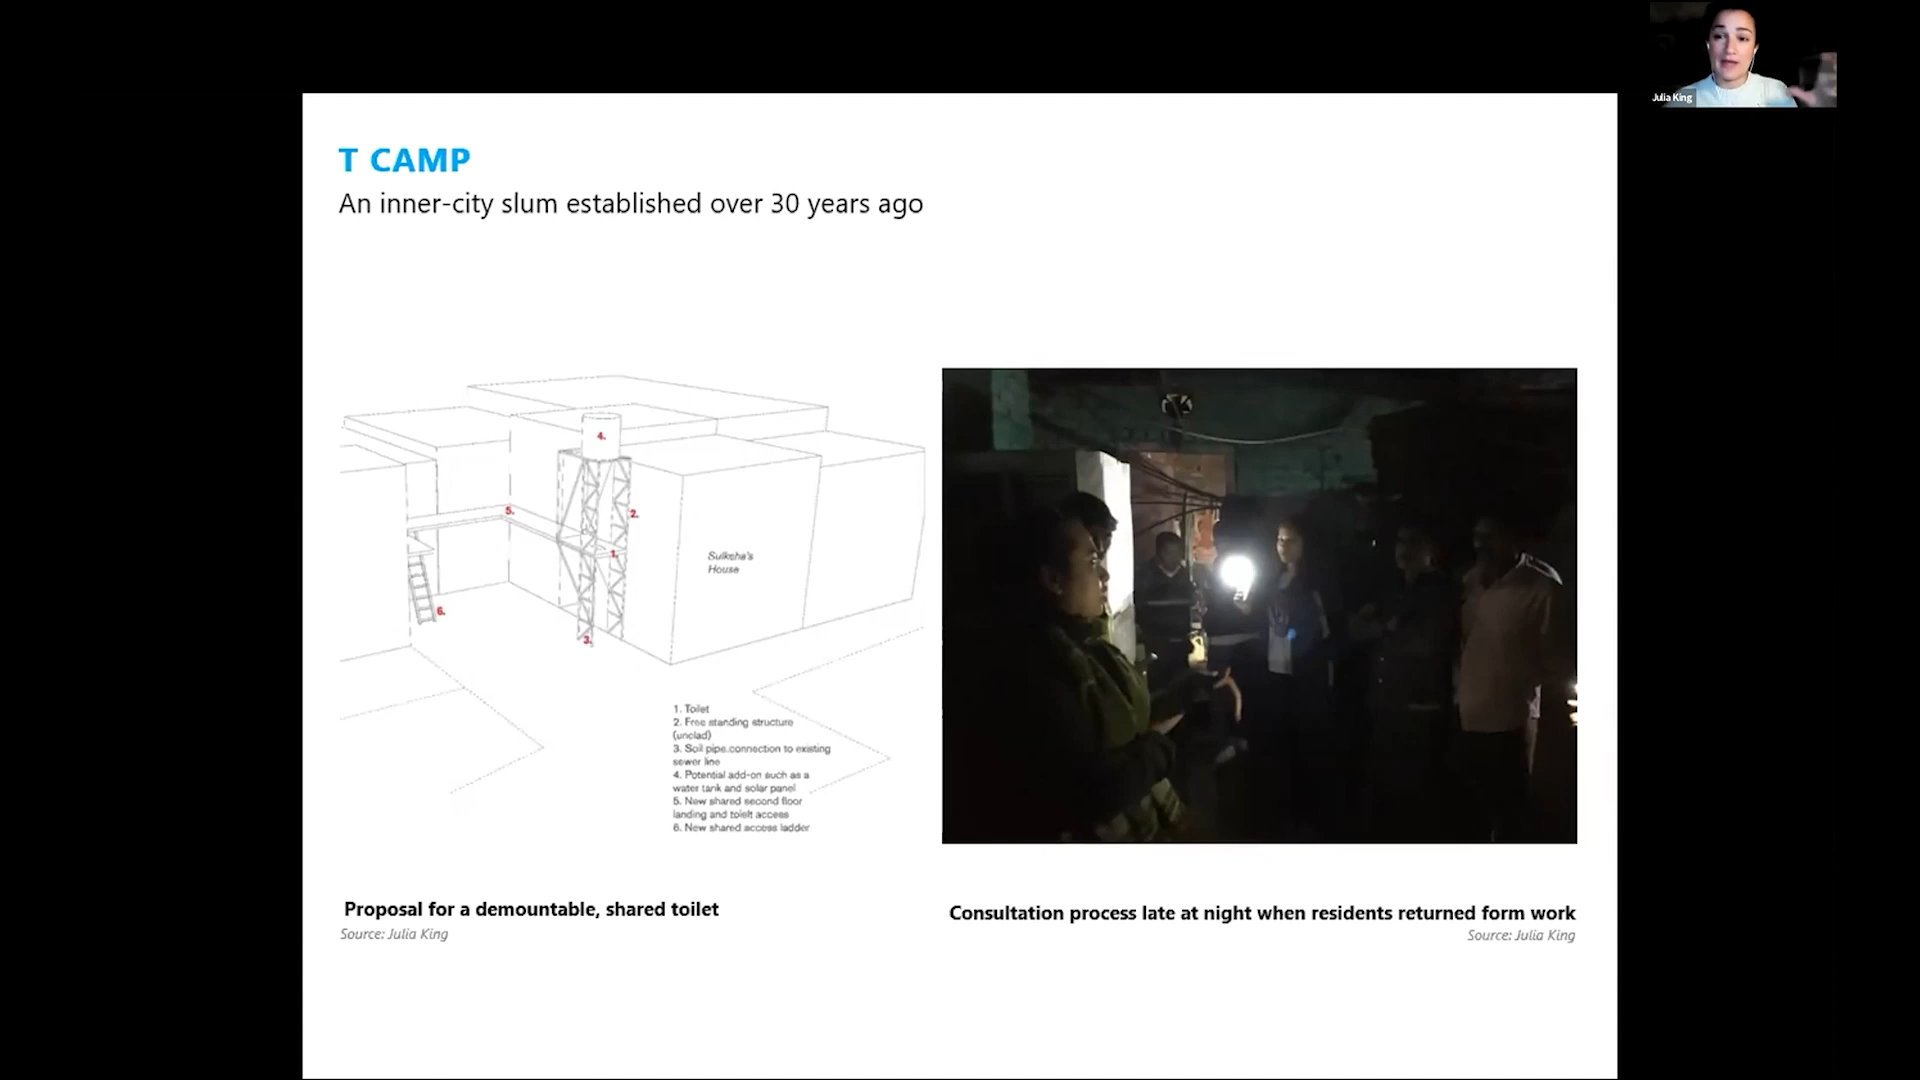 Julia King
T CAMP
An inner-city slum established over 30 years ago
4.
5.
2.
1.
Suiksha's
House
6.
3.
1. Toilet
2. Free standing structure
(unclad)
3. Soil pipe connection to existing
sewer line
4. Potential add-on such as a
water tank and solar panel
5. New shared second floor
landing and toielt access
6. New shared access ladder
Proposal for a demountable, shared toilet
Source: Julia King
Consultation process late at night when residents returned form work
Source: Julia King